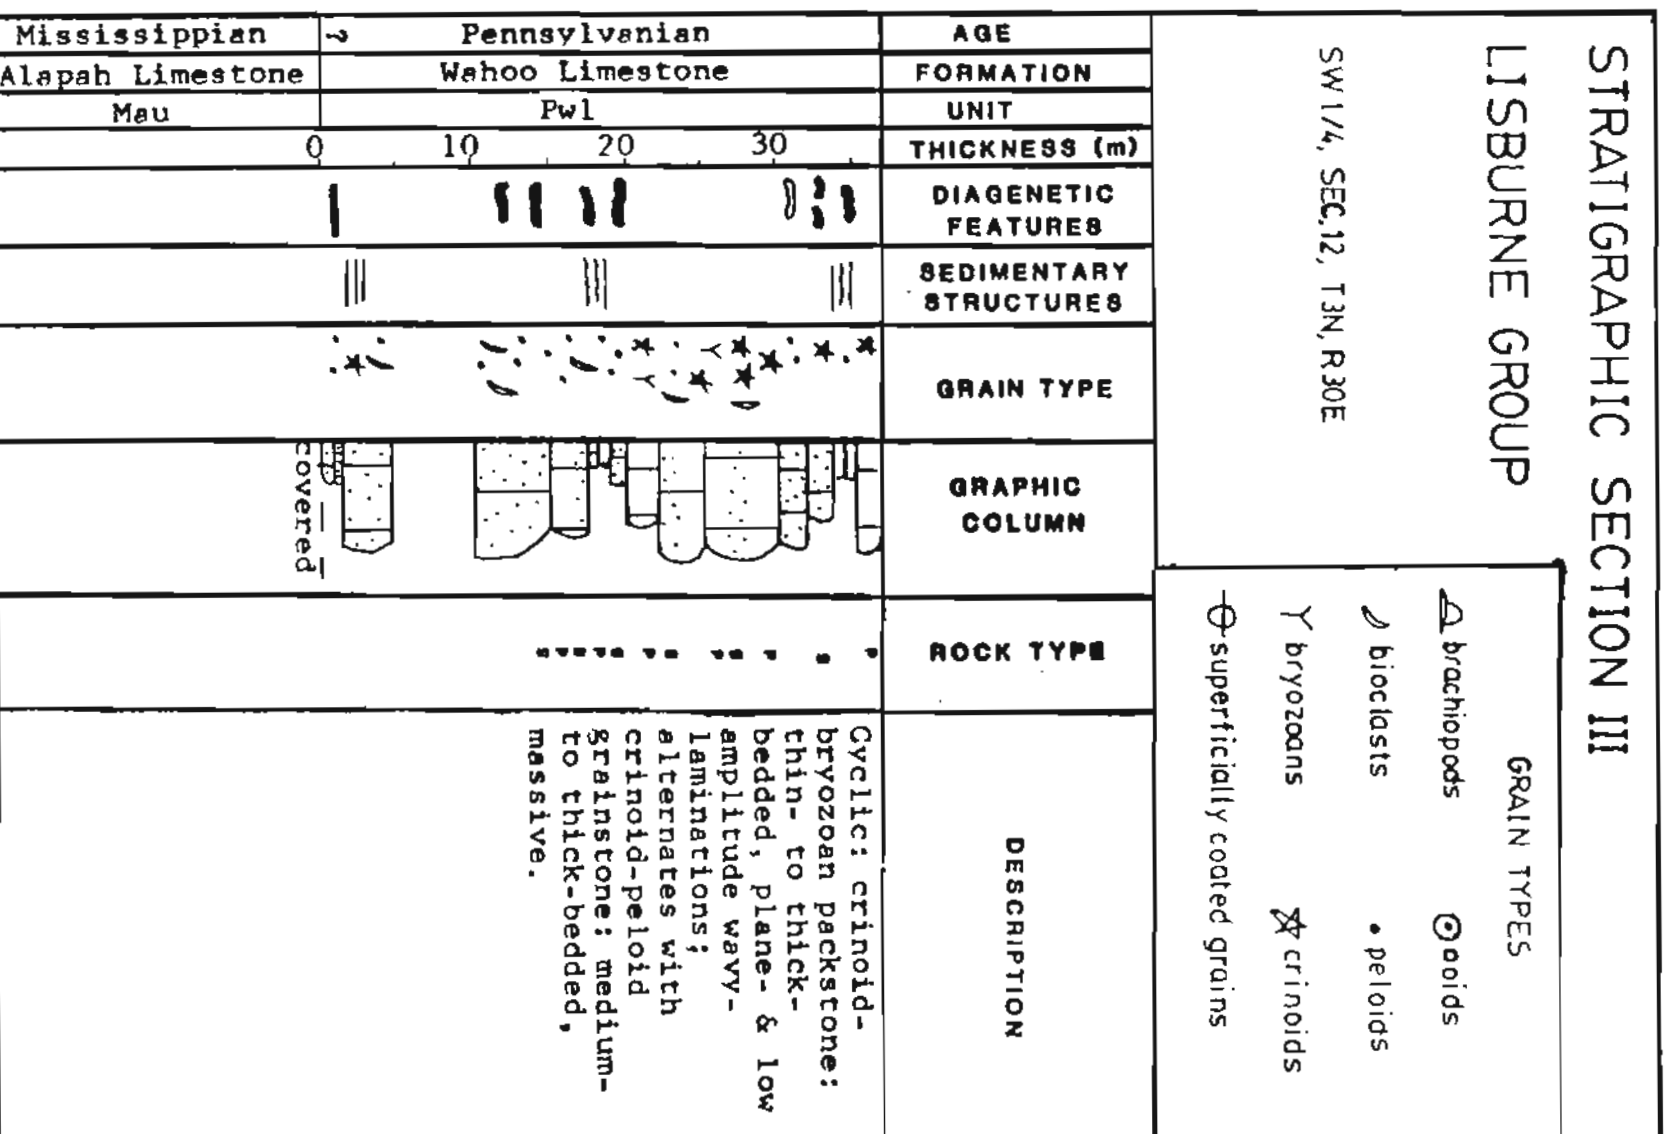 STRATIGRAPHIC SECTION III
LISBURNE GROUP
SW1/4, SEC.12, T3N, R30E
GRAIN TYPES
brachiopods
ooids
bioclasts
peloids
bryozoans
crinoids
superficially coated grains
AGE
Mississippian
?
Pennsylvanian
FORMATION
Alapah Limestone
Wahoo Limestone
UNIT
Mau
Pwl
THICKNESS (m)
0 10 20 30
DIAGENETIC
FEATURES
SEDIMENTARY
STRUCTURES
GRAIN TYPE
GRAPHIC
COLUMN
covered
ROCK TYPE
DESCRIPTION
Cyclic: crinoid-
bryozoan packstone:
thin- to thick-
bedded, plane- & low
amplitude wavy-
laminations;
alternates with
crinoid-peloid
grainstone: medium-
to thick-bedded,
massive.